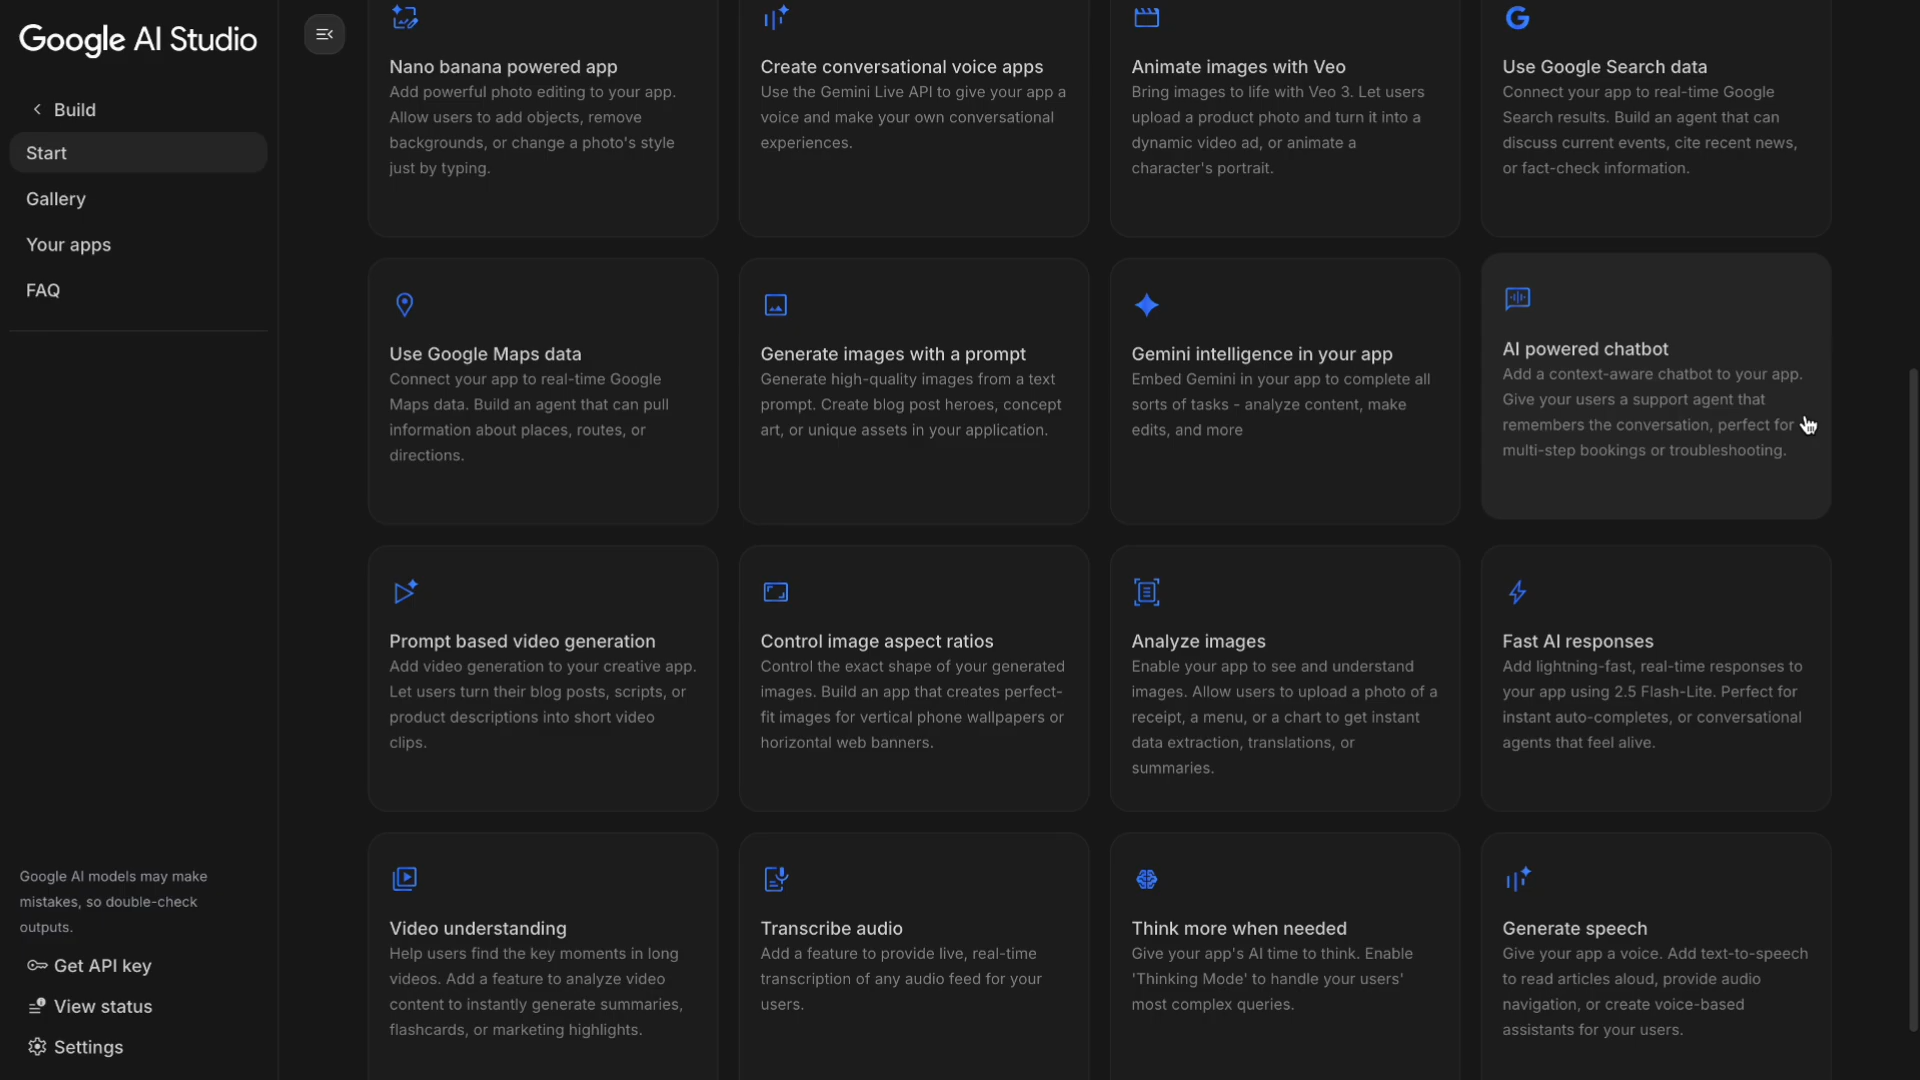 Google AI Studio
Build
Start
Gallery
Your apps
FAQ
Google AI models may make
mistakes, so double-check
outputs.
Get API key
View status
Settings
Nano banana powered app
Add powerful photo editing to your app.
Allow users to add objects, remove
backgrounds, or change a photo's style
just by typing.
Create conversational voice apps
Use the Gemini Live API to give your app a
voice and make your own conversational
experiences.
Animate images with Veo
Bring images to life with Veo 3. Let users
upload a product photo and turn it into a
dynamic video ad, or animate a
character's portrait.
Use Google Search data
Connect your app to real-time Google
Search results. Build an agent that can
discuss current events, cite recent news,
or fact-check information.
Use Google Maps data
Connect your app to real-time Google
Maps data. Build an agent that can pull
information about places, routes, or
directions.
Generate images with a prompt
Generate high-quality images from a text
prompt. Create blog post heroes, concept
art, or unique assets in your application.
Gemini intelligence in your app
Embed Gemini in your app to complete all
sorts of tasks - analyze content, make
edits, and more
AI powered chatbot
Add a context-aware chatbot to your app.
Give your users a support agent that
remembers the conversation, perfect for
multi-step bookings or troubleshooting.
Prompt based video generation
Add video generation to your creative app.
Let users turn their blog posts, scripts, or
product descriptions into short video
clips.
Control image aspect ratios
Control the exact shape of your generated
images. Build an app that creates perfect-
fit images for vertical phone wallpapers or
horizontal web banners.
Analyze images
Enable your app to see and understand
images. Allow users to upload a photo of a
receipt, a menu, or a chart to get instant
data extraction, translations, or
summaries.
Fast AI responses
Add lightning-fast, real-time responses to
your app using 2.5 Flash-Lite. Perfect for
instant auto-completes, or conversational
agents that feel alive.
Video understanding
Help users find the key moments in long
videos. Add a feature to analyze video
content to instantly generate summaries,
flashcards, or marketing highlights.
Transcribe audio
Add a feature to provide live, real-time
transcription of any audio feed for your
users.
Think more when needed
Give your app's AI time to think. Enable
'Thinking Mode' to handle your users'
most complex queries.
Generate speech
Give your app a voice. Add text-to-speech
to read articles aloud, provide audio
navigation, or create voice-based
assistants for your users.